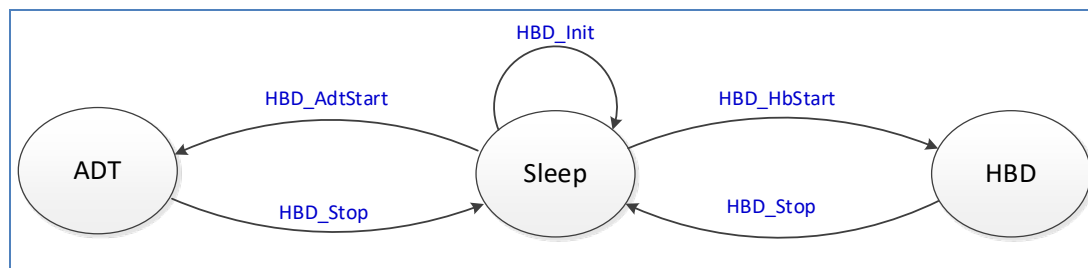 HBD_Init
HBD_AdtStart
HBD_HbStart
ADT
Sleep
HBD
HBD_Stop
HBD_Stop